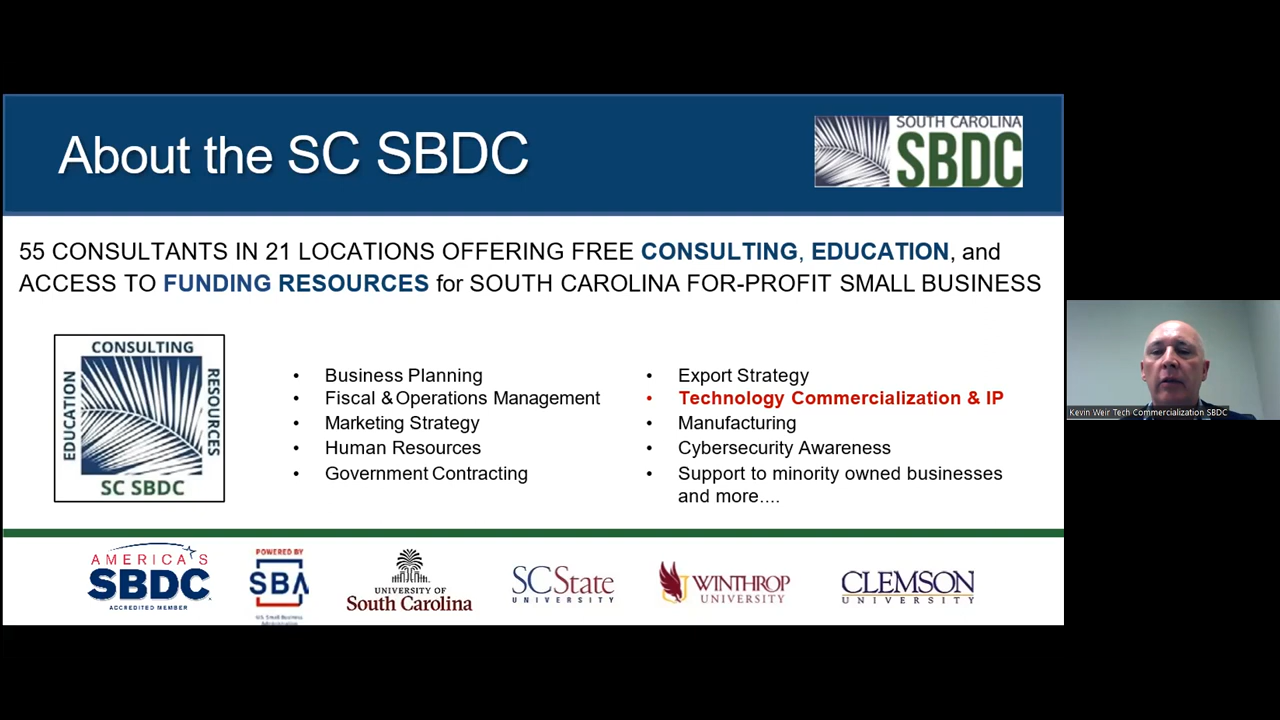 About the SC SBDC
SOUTH CAROLINA
SBDC
55 CONSULTANTS IN 21 LOCATIONS OFFERING FREE CONSULTING, EDUCATION, and
ACCESS TO FUNDING RESOURCES for SOUTH CAROLINA FOR-PROFIT SMALL BUSINESS
CONSULTING
EDUCATION
RESOURCES
SC SBDC
• Business Planning
• Fiscal & Operations Management
• Marketing Strategy
• Human Resources
• Government Contracting
• Export Strategy
• Technology Commercialization & IP
• Manufacturing
• Cybersecurity Awareness
• Support to minority owned businesses
and more....
Kevin Weir Tech Commercialization SBDC
AMERICA'S
SBDC
ACCREDITED MEMBER
POWERED BY
SBA
U.S. Small Business
Administration
UNIVERSITY OF
South Carolina
SC State
UNIVERSITY
WINTHROP
UNIVERSITY
CLEMSON
UNIVERSITY